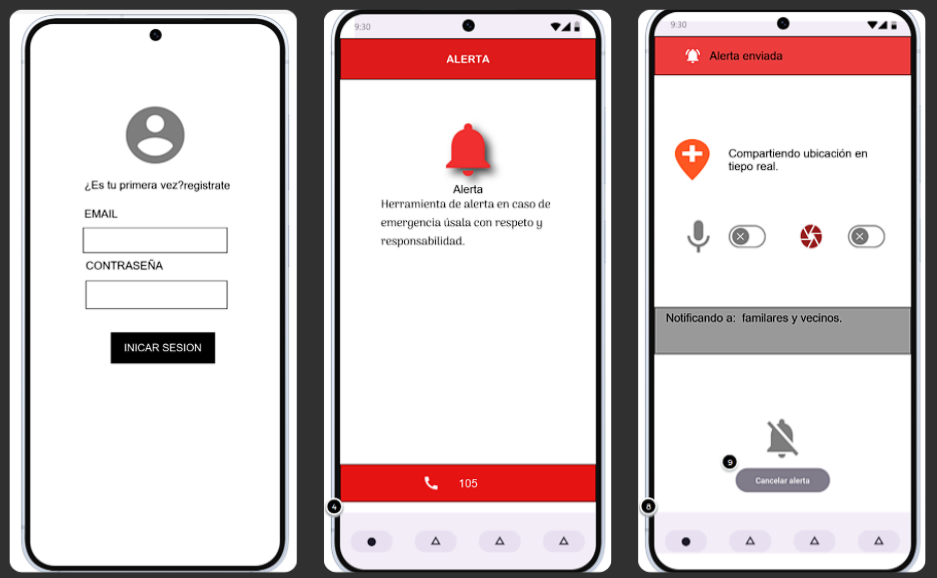 ¿Es tu primera vez?registrate
EMAIL
CONTRASEÑA
INICAR SESION
9:30
ALERTA
Alerta
Herramienta de alerta en caso de
emergencia úsala con respeto y
responsabilidad.
105
4
9:30
Alerta enviada
Compartiendo ubicación en
tiepo real.
Notificando a: familares y vecinos.
9
Cancelar alerta
8